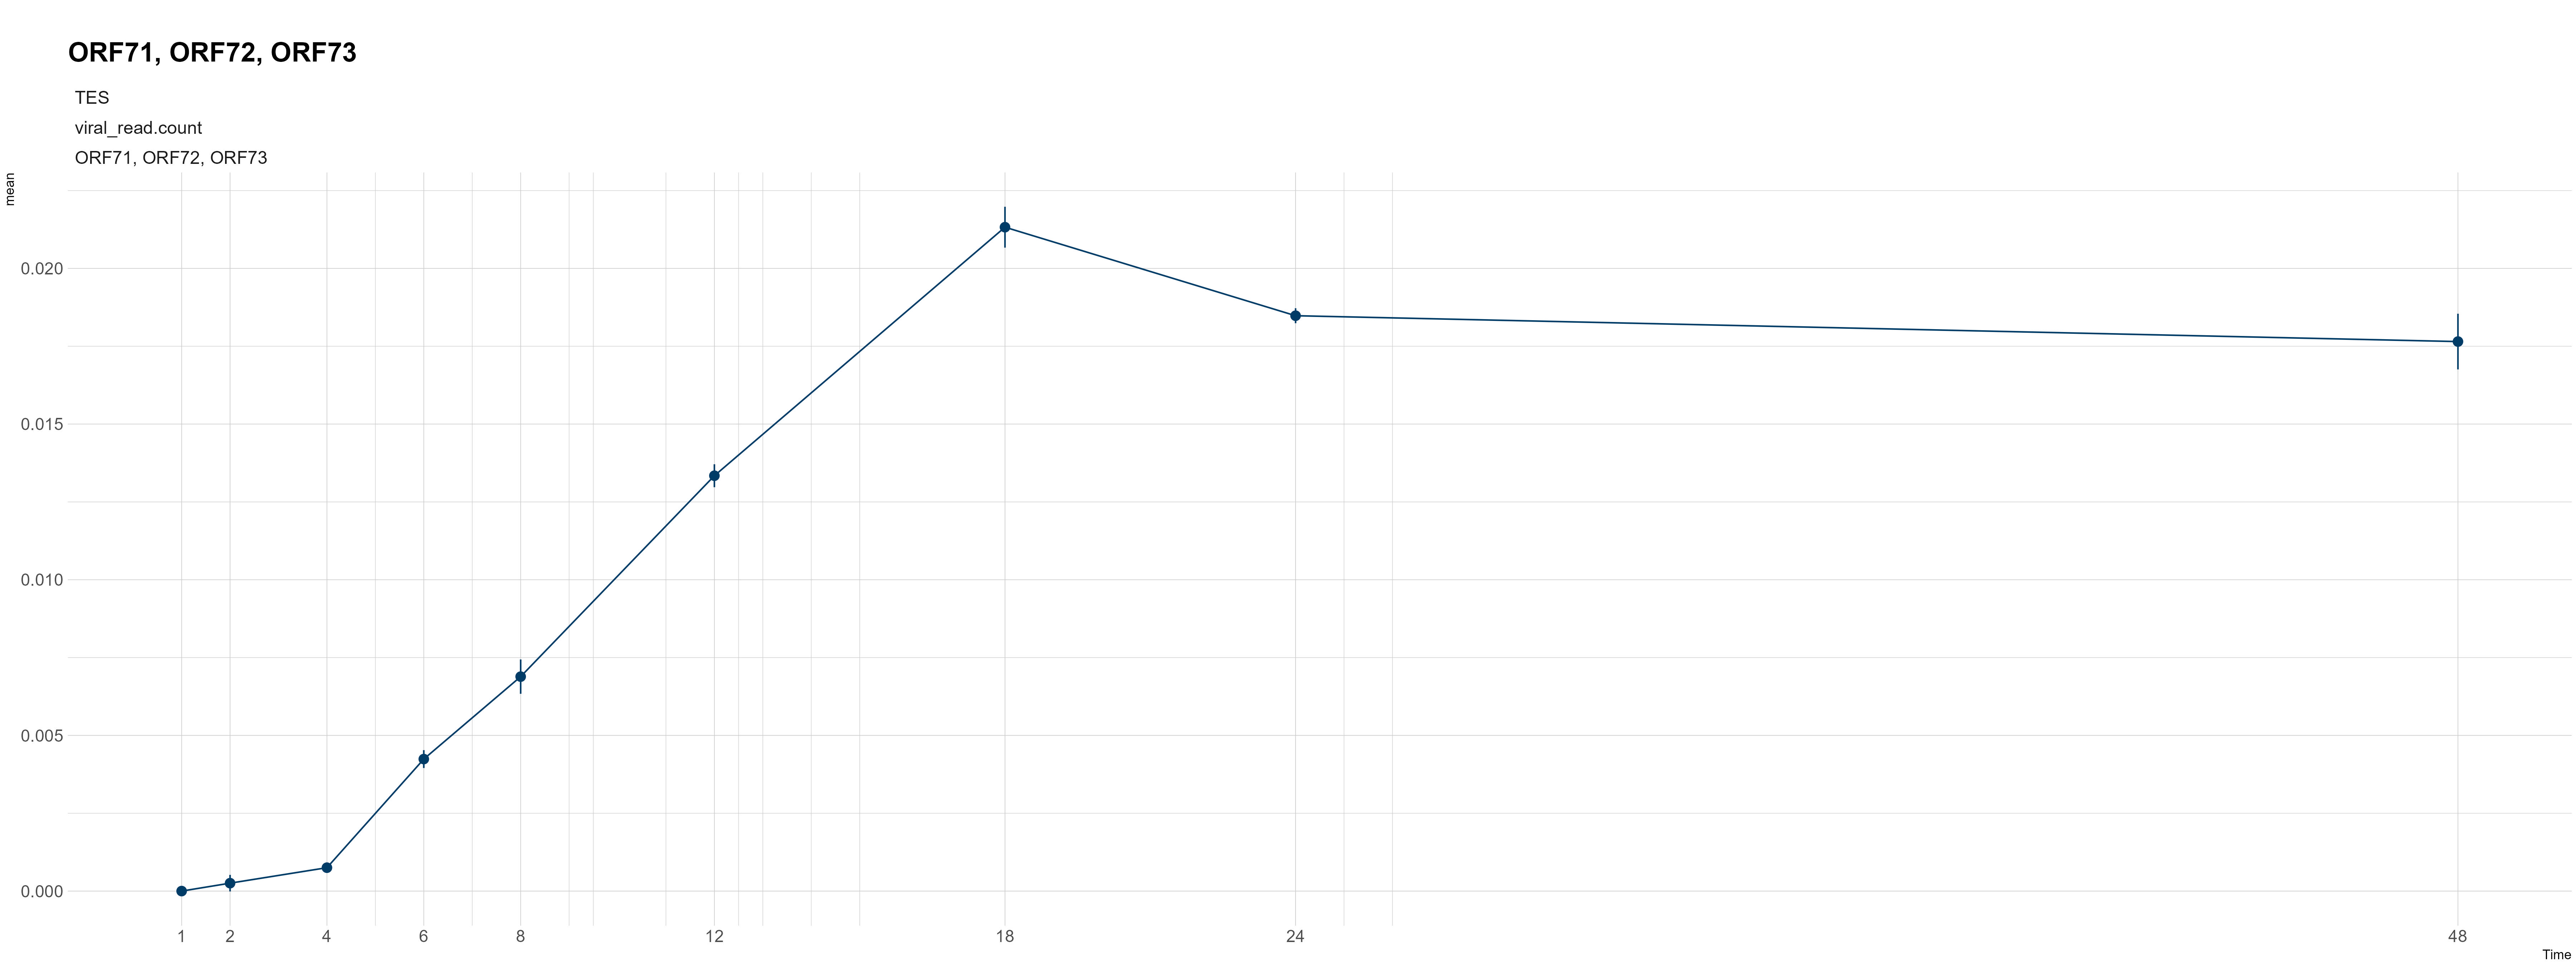 ORF71, ORF72, ORF73
TES
viral_read.count
ORF71, ORF72, ORF73
mean
0.020
0.015
0.010
0.005
0.000
1 2 4 6 8 12 18 24 48
Time